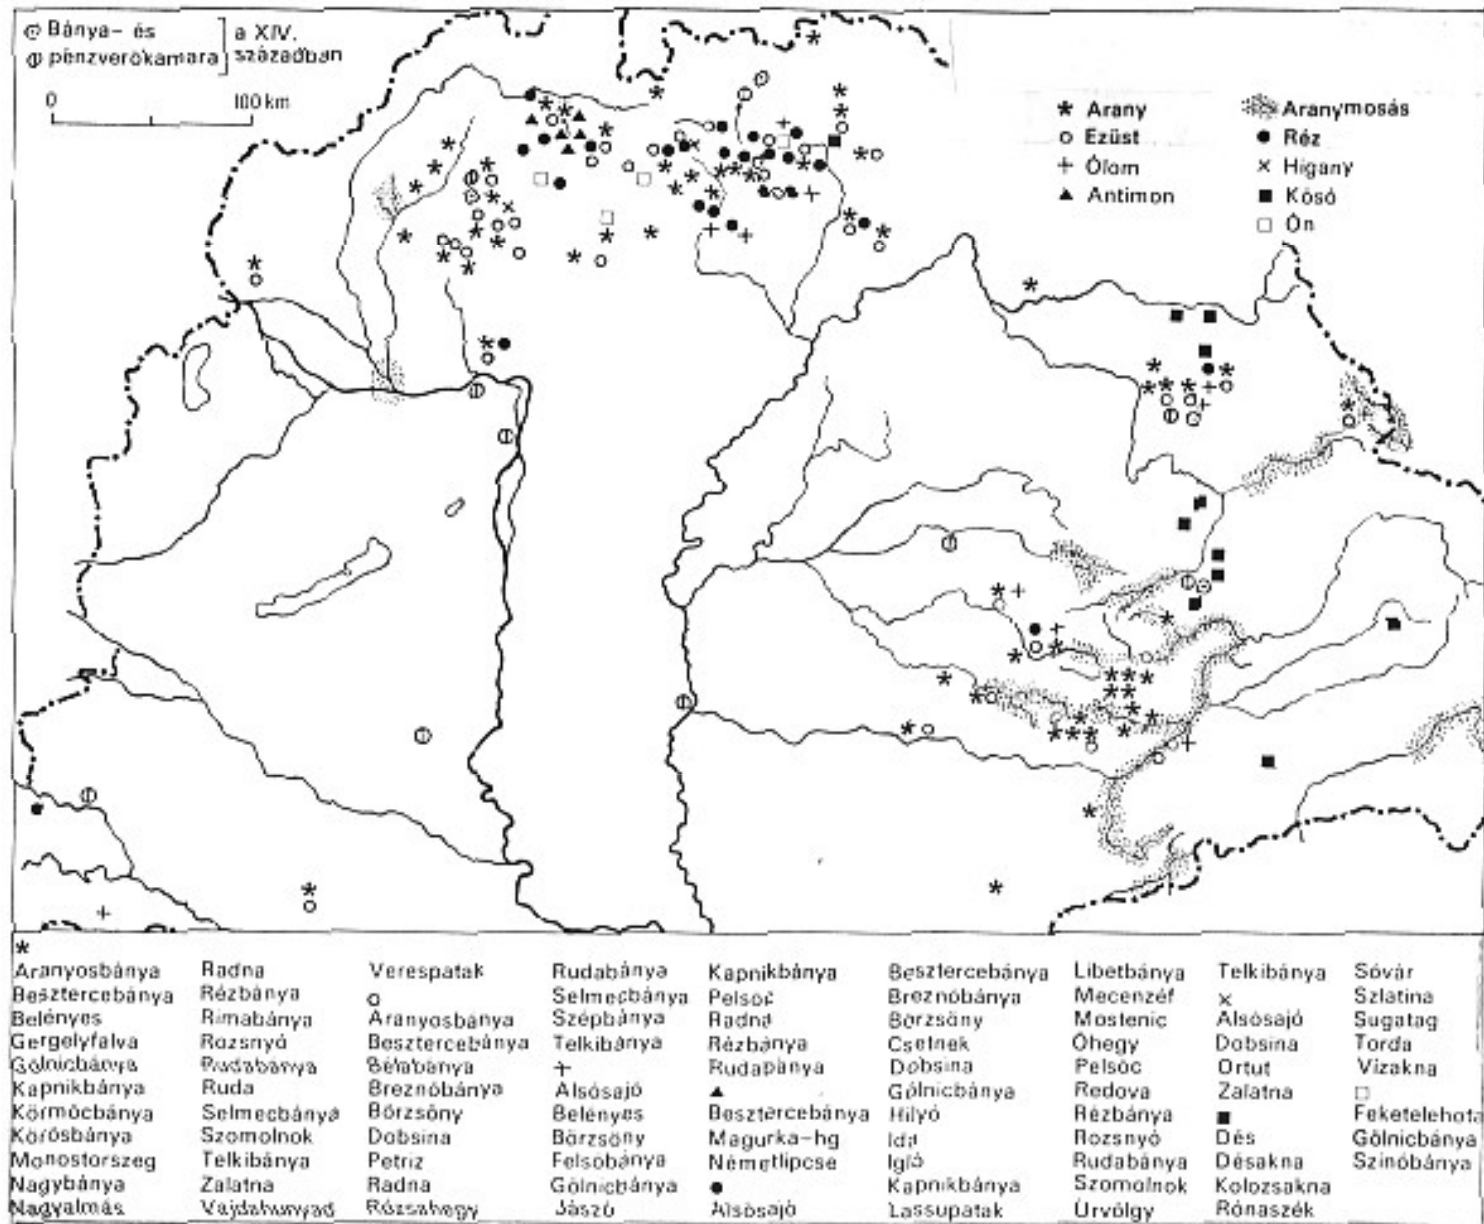 Bánya- és
pénzverőkamara
a XIV.
században
0 100 km
* Arany
○ Ezüst
+ Ólom
▲ Antimon
Aranymosás
● Réz
× Higany
■ Kősó
□ Ón
*
Aranyosbánya Radna Verespatak Rudabánya Kapnikbánya Besztercebánya Libetbánya Telkibánya Sóvár
Besztercebánya Rézbánya ○ Selmecbánya Pelsőc Breznóbánya Mecenzéf × Szlatina
Belényes Rimabánya Aranyosbánya Szépbánya Radna Börzsöny Mostenic Alsósajó Sugatag
Gergelyfalva Rozsnyó Besztercebánya Telkibánya Rézbánya Csetnek Óhegy Dobsina Torda
Gölnicbánya Rudabánya Bélabánya + Rudabánya Dobsina Pelsőc Ortut Vizakna
Kapnikbánya Ruda Breznóbánya Alsósajó ▲ Gölnicbánya Redova Zalatna □
Körmöcbánya Selmecbánya Börzsöny Belényes Besztercebánya Hilyó Rézbánya ■ Feketelehota
Körösbánya Szomolnok Dobsina Börzsöny Magurka-hg Ida Rozsnyó Dés Gölnicbánya
Monostorszeg Telkibánya Petriz Felsőbánya Németlipcse Igló Rudabánya Désakna Szinóbánya
Nagybánya Zalatna Radna Gölnicbánya ● Kapnikbánya Szomolnok Kolozsakna
Nagyalmás Vajdahunyad Rózsahegy Jászó Alsósajó Lassupatak Úrvölgy Rónaszék